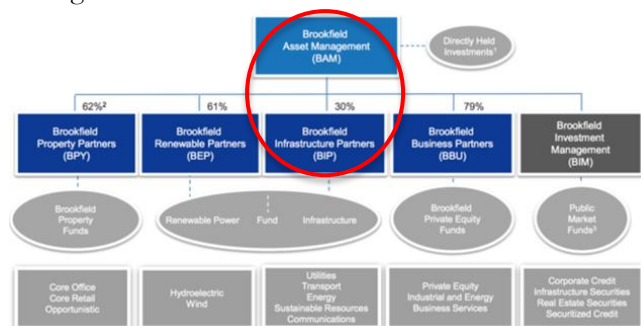 Brookfield
Asset Management
(BAM)
Directly Held
Investments¹
62%²
61%
30%
79%
Brookfield
Property Partners
(BPY)
Brookfield
Renewable Partners
(BEP)
Brookfield
Infrastructure Partners
(BIP)
Brookfield
Business Partners
(BBU)
Brookfield
Investment
Management
(BIM)
Brookfield
Property
Funds
Renewable Power
Fund
Infrastructure
Brookfield
Private Equity
Funds
Public
Market
Funds³
Core Office
Core Retail
Opportunistic
Hydroelectric
Wind
Utilities
Transport
Energy
Sustainable Resources
Communications
Private Equity
Industrial and Energy
Business Services
Corporate Credit
Infrastructure Securities
Real Estate Securities
Securitized Credit